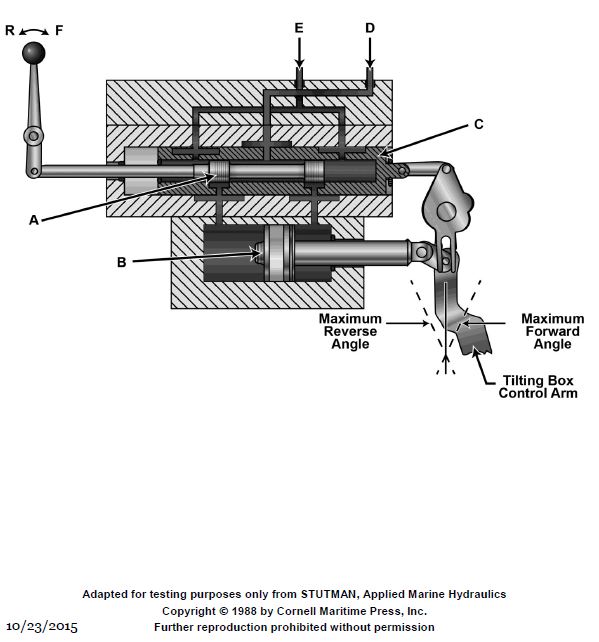 R F
E
D
C
A
B
Maximum
Reverse
Angle
Maximum
Forward
Angle
Tilting Box
Control Arm
Adapted for testing purposes only from STUTMAN, Applied Marine Hydraulics
Copyright © 1988 by Cornell Maritime Press, Inc.
10/23/2015
Further reproduction prohibited without permission